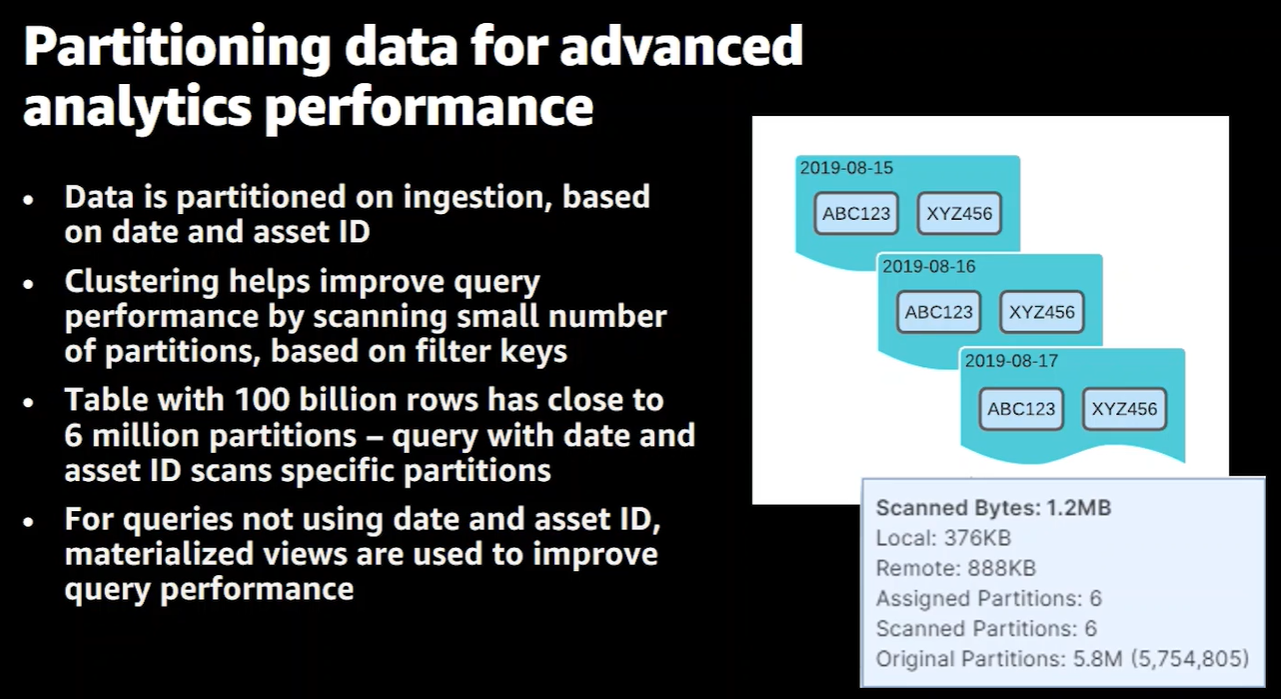 Partitioning data for advanced
analytics performance
• Data is partitioned on ingestion, based
on date and asset ID
• Clustering helps improve query
performance by scanning small number
of partitions, based on filter keys
• Table with 100 billion rows has close to
6 million partitions – query with date and
asset ID scans specific partitions
• For queries not using date and asset ID,
materialized views are used to improve
query performance
2019-08-15
ABC123 XYZ456
2019-08-16
ABC123 XYZ456
2019-08-17
ABC123 XYZ456
Scanned Bytes: 1.2MB
Local: 376KB
Remote: 888KB
Assigned Partitions: 6
Scanned Partitions: 6
Original Partitions: 5.8M (5,754,805)